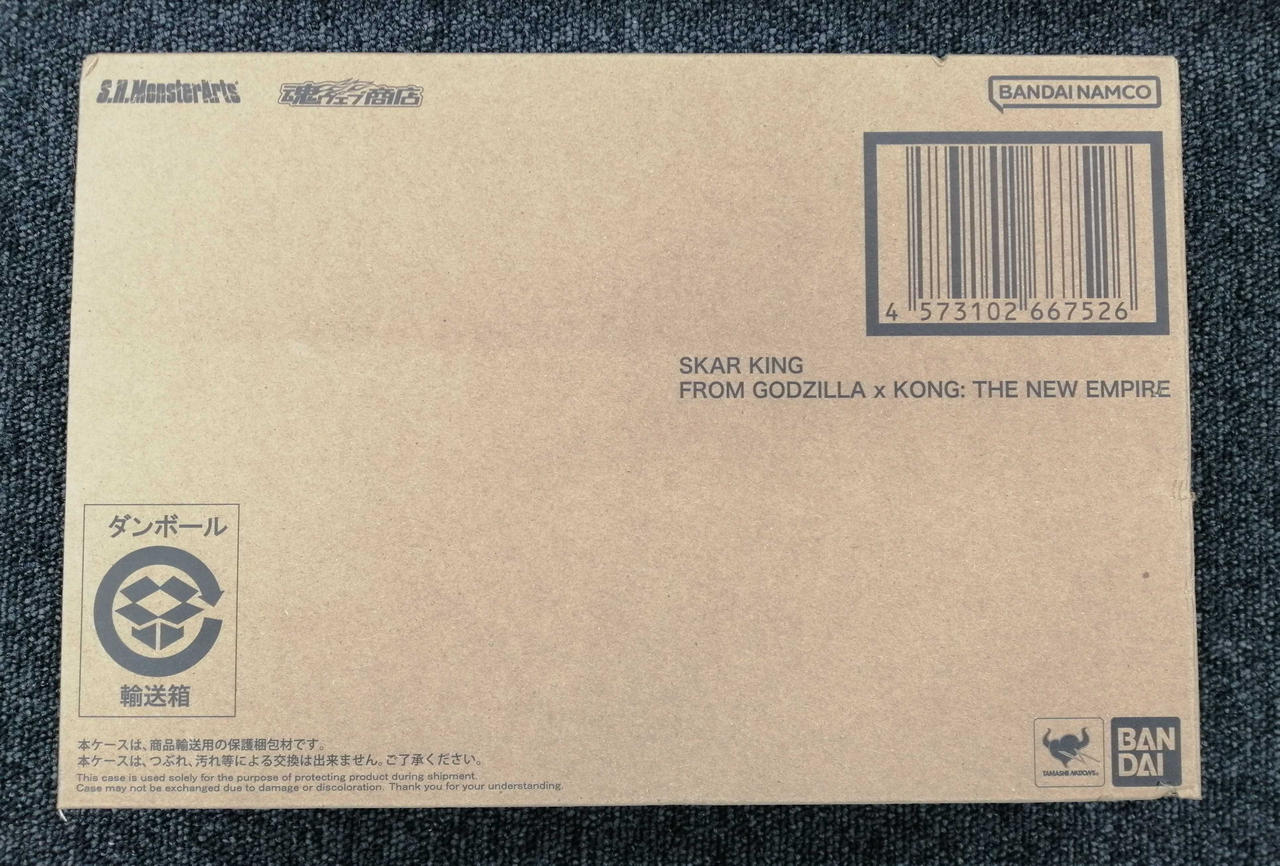 S.H.MonsterArts
魂ウェブ商店
BANDAI NAMCO
4 573102 667526
SKAR KING
FROM GODZILLA x KONG: THE NEW EMPIRE
ダンボール
輸送箱
本ケースは、商品輸送用の保護梱包材です。
本ケースは、つぶれ、汚れ等による交換は出来ません。ご了承ください。
This case is used solely for the purpose of protecting product during shipment.
Case may not be exchanged due to damage or discoloration. Thank you for your understanding.
TAMASHII NATIONS
BAN
DAI